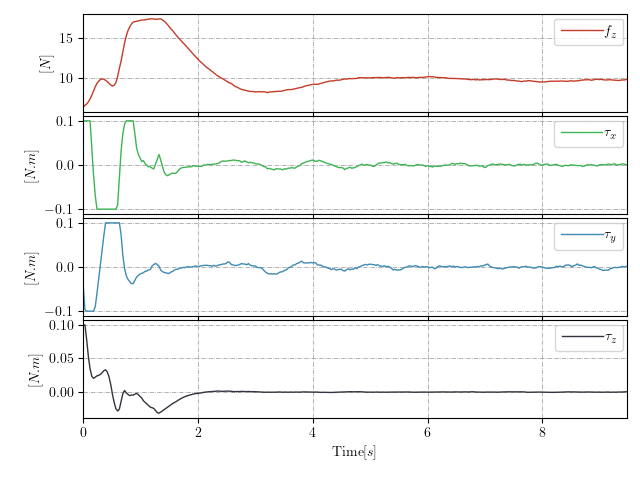 15
10
[N]
f_z
0.1
0.0
−0.1
[N.m]
τ_x
0.1
0.0
−0.1
[N.m]
τ_y
0.10
0.05
0.00
[N.m]
τ_z
0 2 4 6 8
Time[s]